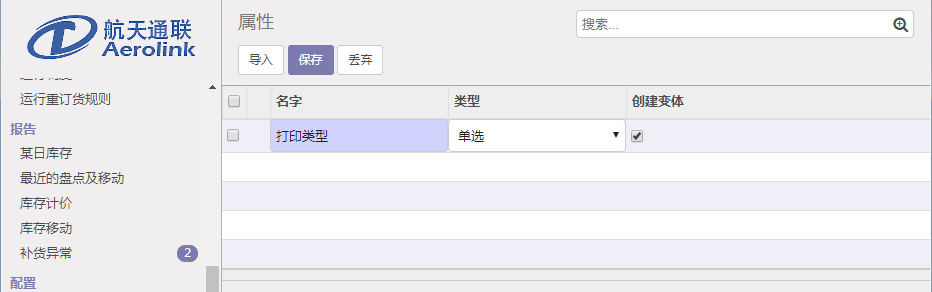 航天通联
Aerolink
运行重订货规则
报告
某日库存
最近的盘点及移动
库存计价
库存移动
补货异常 2
配置
属性
搜索...
导入 保存 丢弃
名字 类型 创建变体
打印类型 单选